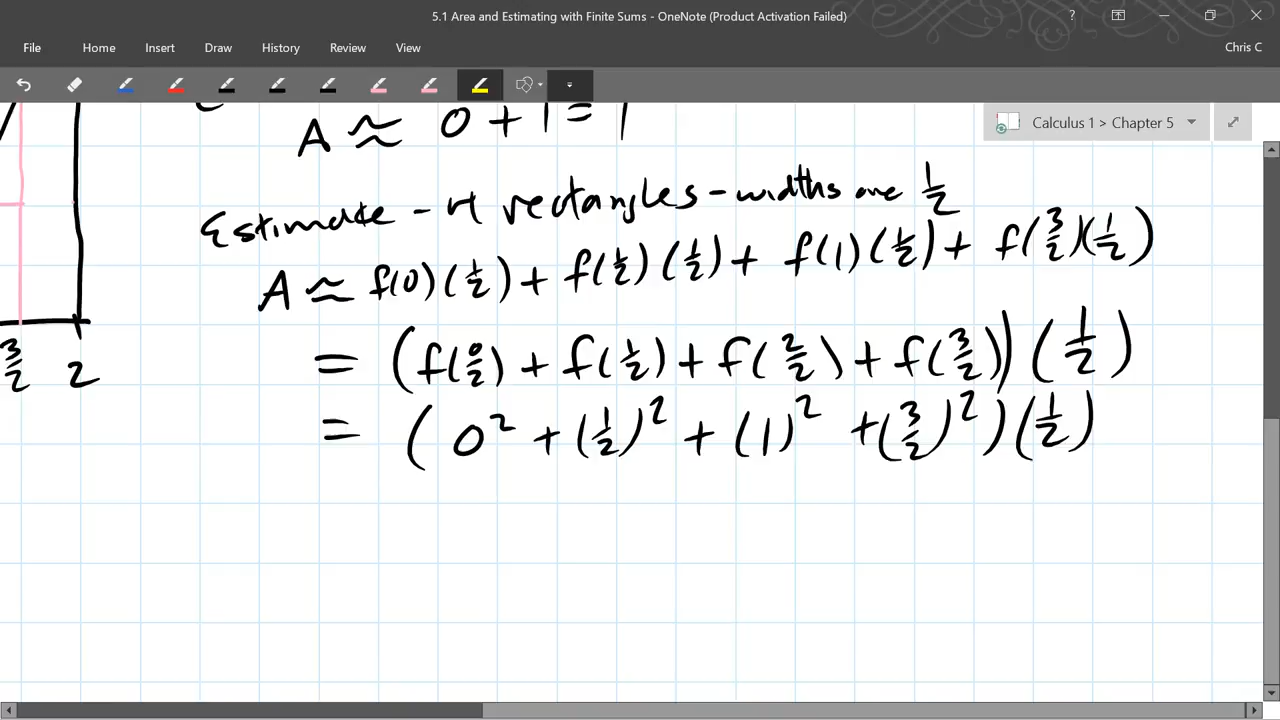 5.1 Area and Estimating with Finite Sums - OneNote (Product Activation Failed)
?
File Home Insert Draw History Review View
Chris C
Calculus 1 > Chapter 5
A ≈ 0 + 1 = 1
Estimate - 4 rectangles - widths are 1/2
A ≈ f(0)(1/2) + f(1/2)(1/2) + f(1)(1/2) + f(3/2)(1/2)
= (f(0/2) + f(1/2) + f(2/2) + f(3/2))(1/2)
= (0² + (1/2)² + (1)² + (3/2)²)(1/2)
3/2 2